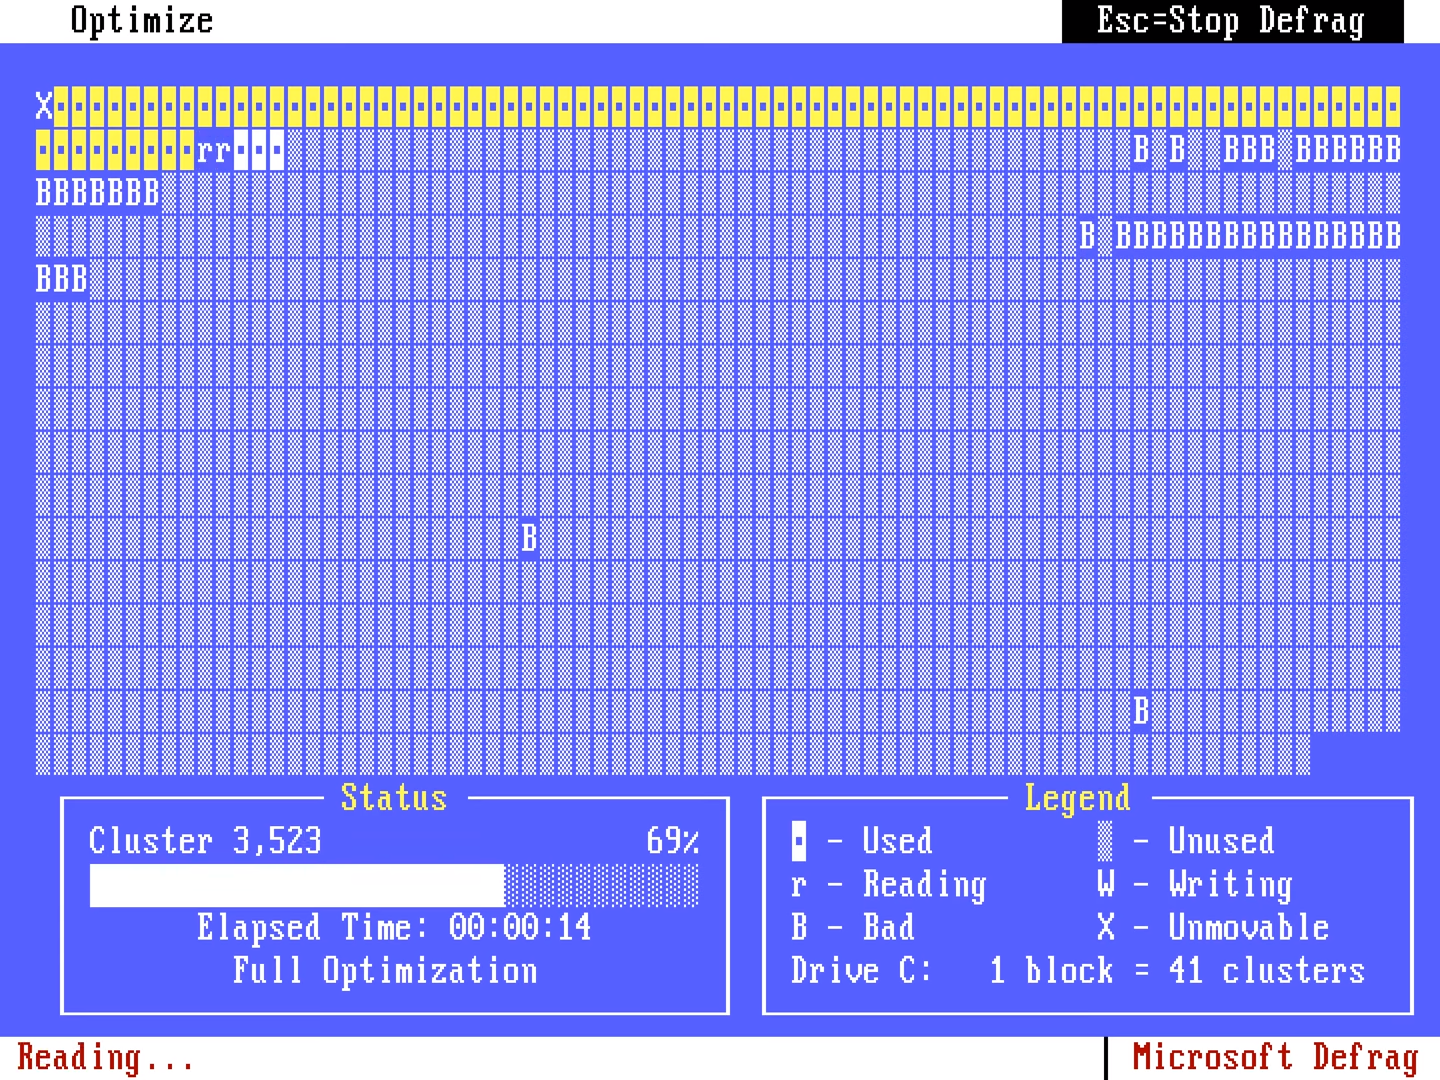 Optimize Esc=Stop Defrag
X
rr B B BBB BBBBBB
BBBBBBB
B BBBBBBBBBBBBBBBB
BBB
B
B
Status
Cluster 3,523 69%
Elapsed Time: 00:00:14
Full Optimization
Legend
- Used - Unused
r - Reading W - Writing
B - Bad X - Unmovable
Drive C: 1 block = 41 clusters
Reading... Microsoft Defrag